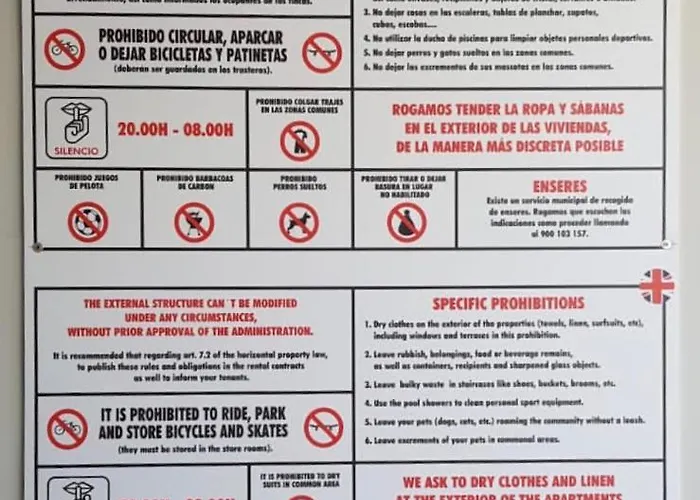 2. No dejar cosas en las escaleras, tablas de planchar, zapatos,
cubos, escobas....
PROHIBIDO CIRCULAR, APARCAR
O DEJAR BICICLETAS Y PATINETAS
(deberán ser guardadas en los trasteros).
4. No utilizar la ducha de piscinas para limpiar objetos personales deportivos.
5. No dejar perros y gatos sueltos en las zonas comunes.
6. No dejar los excrementos de sus mascotas en las zonas comunes.
SILENCIO
20.00H - 08.00H
PROHIBIDO COLGAR TRAJES
EN LAS ZONAS COMUNES
ROGAMOS TENDER LA ROPA Y SÁBANAS
EN EL EXTERIOR DE LAS VIVIENDAS,
DE LA MANERA MÁS DISCRETA POSIBLE
PROHIBIDO JUEGOS
DE PELOTA
PROHIBIDO BARBACOAS
DE CARBON
PROHIBIDO
PERROS SUELTOS
PROHIBIDO TIRAR O DEJAR
BASURA EN LUGAR
NO HABILITADO
ENSERES
Existe un servicio municipal de recogida
de enseres. Rogamos que escuchen las
indicaciones como proceder llamando
al 900 103 157.
THE EXTERNAL STRUCTURE CAN´T BE MODIFIED
UNDER ANY CIRCUMSTANCES,
WITHOUT PRIOR APPROVAL OF THE ADMINISTRATION.
It is recommended that regarding art. 7.2 of the horizontal property law,
to publish these rules and obligations in the rental contracts
as well to inform your tenants.
SPECIFIC PROHIBITIONS
1. Dry clothes on the exterior of the properties (towels, linen, surfsuits, etc),
including windows and terraces in this prohibition.
2. Leave rubbish, belongings, food or beverage remains,
as well as containers, recipients and sharpened glass objects.
3. Leave bulky waste in staircases like shoes, buckets, brooms, etc.
4. Use the pool showers to clean personal sport equipment.
5. Leave your pets (dogs, cats, etc.) roaming the community without a leash.
6. Leave excrements of your pets in communal areas.
IT IS PROHIBITED TO RIDE, PARK
AND STORE BICYCLES AND SKATES
(they must be stored in the store rooms).
IT IS PROHIBITED TO DRY
SUITS IN COMMON AREA
WE ASK TO DRY CLOTHES AND LINEN
AT THE EXTERIOR OF THE APARTMENTS